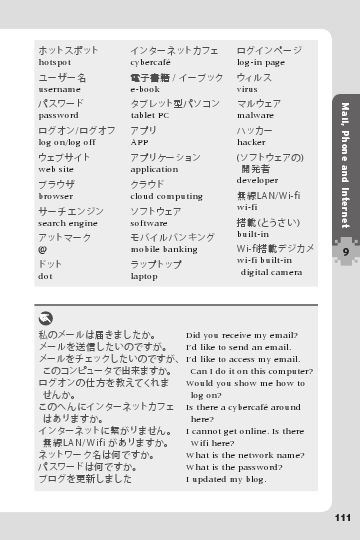 ホットスポット
hotspot
ユーザー名
username
パスワード
password
ログオン/ログオフ
log on/log off
ウェブサイト
web site
ブラウザ
browser
サーチエンジン
search engine
アットマーク
@
ドット
dot
インターネットカフェ
cybercafé
電子書籍 / イーブック
e-book
タブレット型パソコン
tablet PC
アプリ
APP
アプリケーション
application
クラウド
cloud computing
ソフトウェア
software
モバイルバンキング
mobile banking
ラップトップ
laptop
ログインページ
log-in page
ウィルス
virus
マルウェア
malware
ハッカー
hacker
(ソフトウェアの)
開発者
developer
無線LAN/Wi-fi
wi-fi
搭載(とうさい)
built-in
Wi-fi搭載デジカメ
wi-fi built-in
digital camera
Mail, Phone and Internet
9
私のメールは届きましたか。
Did you receive my email?
メールを送信したいのですが。
I'd like to send an email.
メールをチェックしたいのですが、
I'd like to access my email.
このコンピュータで出来ますか。
Can I do it on this computer?
ログオンの仕方を教えてくれま
Would you show me how to
せんか。
log on?
このへんにインターネットカフェ
Is there a cybercafé around
はありますか。
here?
インターネットに繋がりません。
I cannot get online. Is there
無線LAN/Wifi がありますか。
Wifi here?
ネットワーク名は何ですか。
What is the network name?
パスワードは何ですか。
What is the password?
ブログを更新しました
I updated my blog.
111